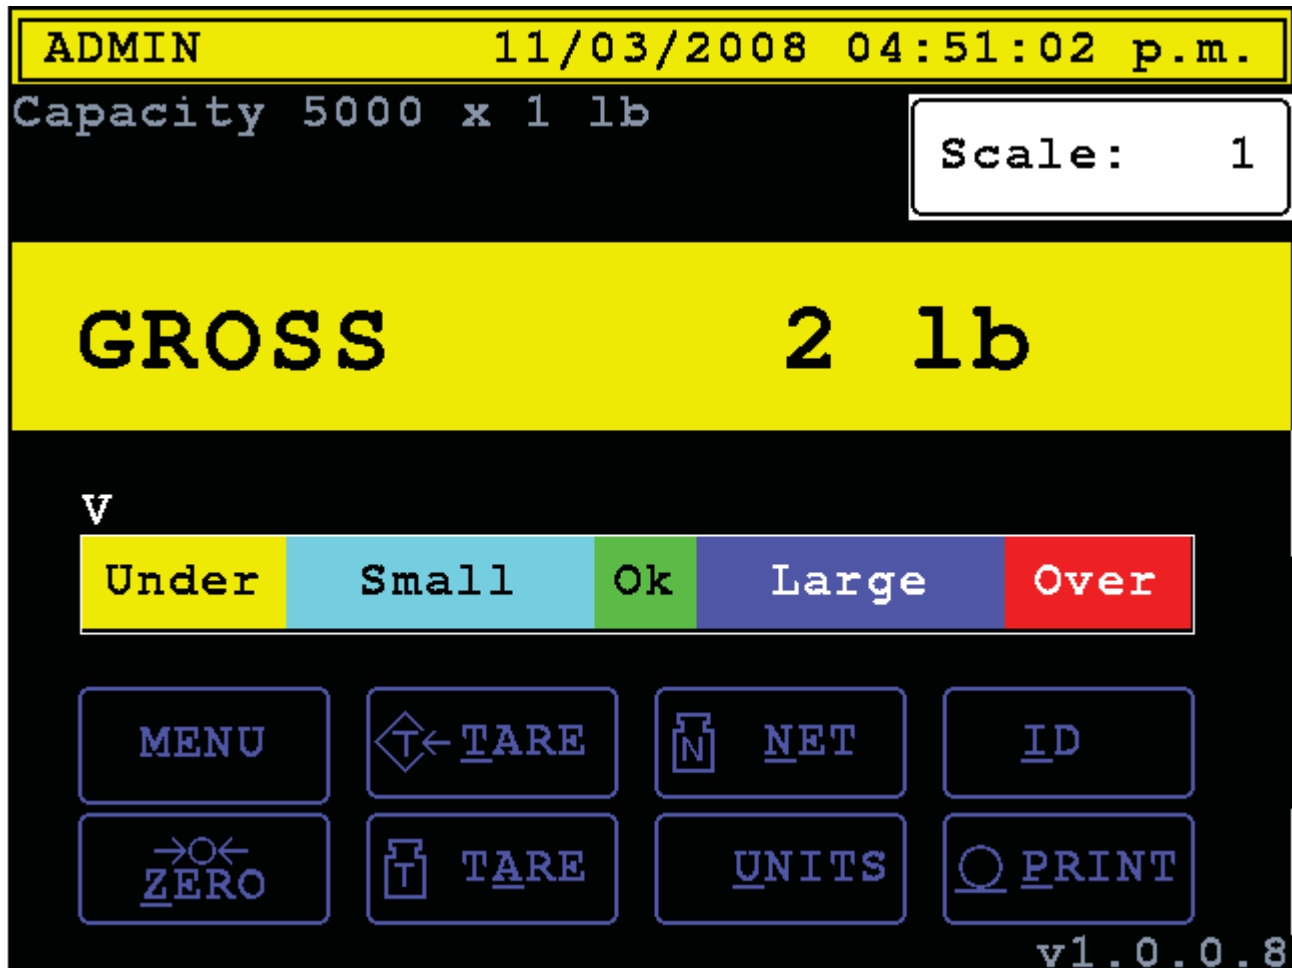 ADMIN 11/03/2008 04:51:02 p.m.
Capacity 5000 x 1 lb
Scale: 1
GROSS 2 lb
V
Under Small Ok Large Over
MENU T TARE N NET ID
ZERO T TARE UNITS PRINT
v1.0.0.8